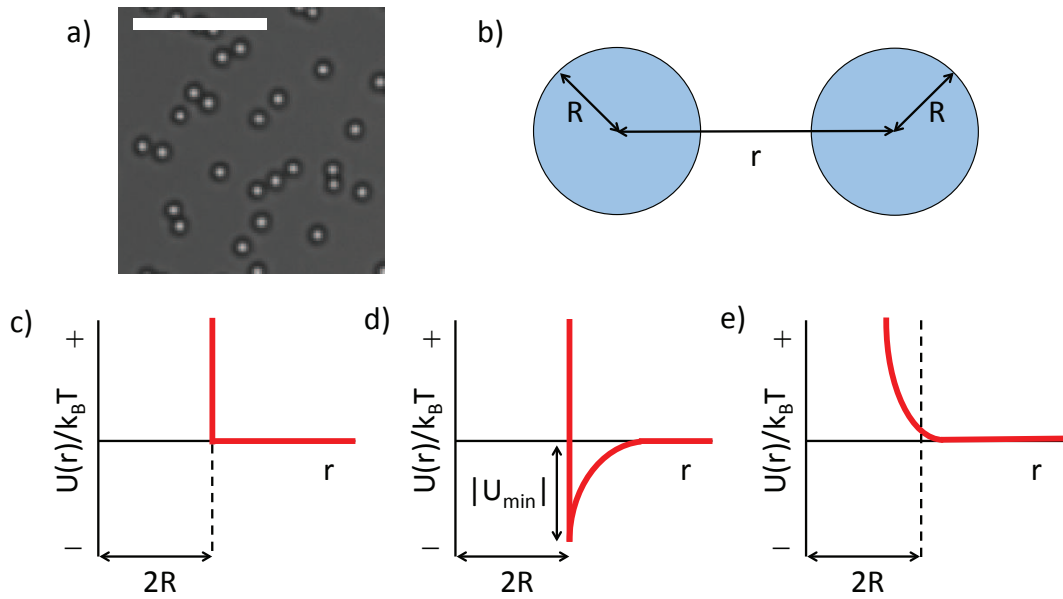 a)
b)
R
R
r
c)
+
U(r)/k_BT
r
−
2R
d)
+
U(r)/k_BT
|U_min|
r
−
2R
e)
+
U(r)/k_BT
r
−
2R